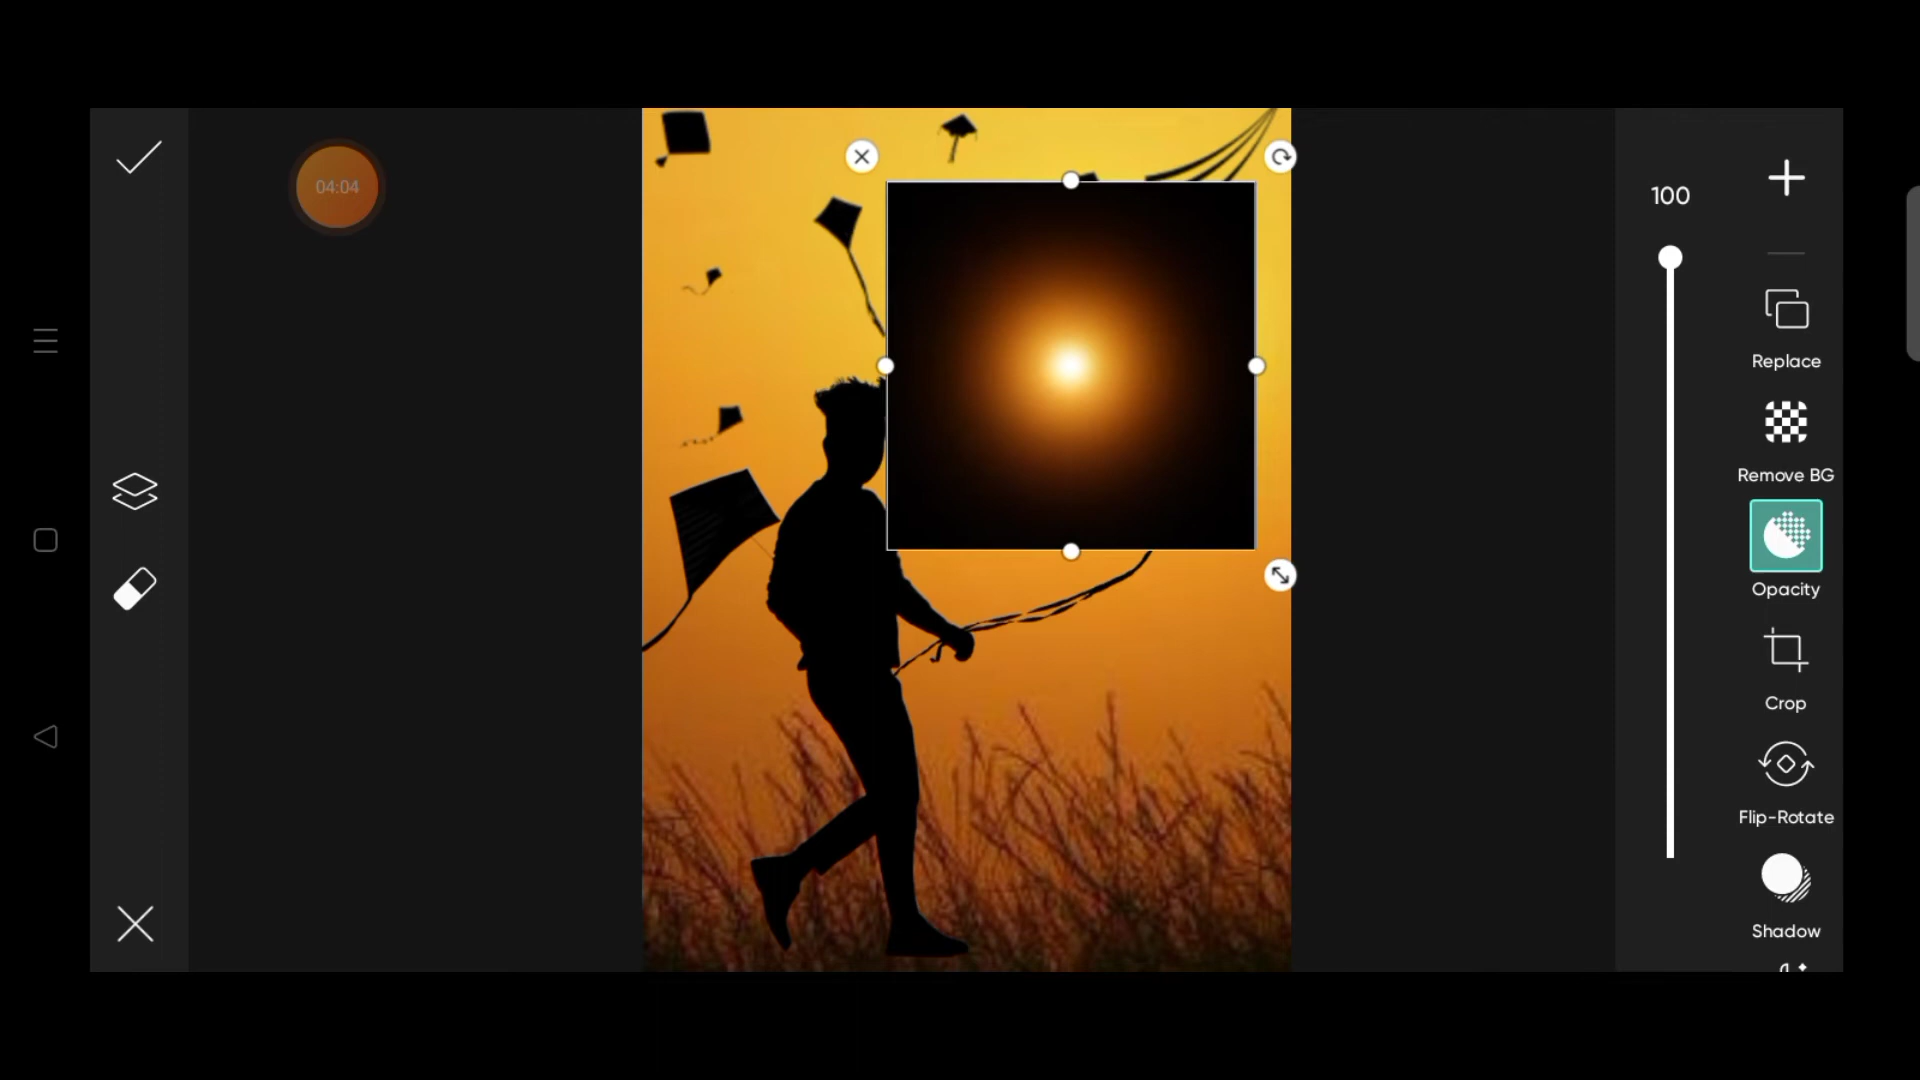 04:04
100
Replace
Remove BG
Opacity
Crop
Flip-Rotate
Shadow